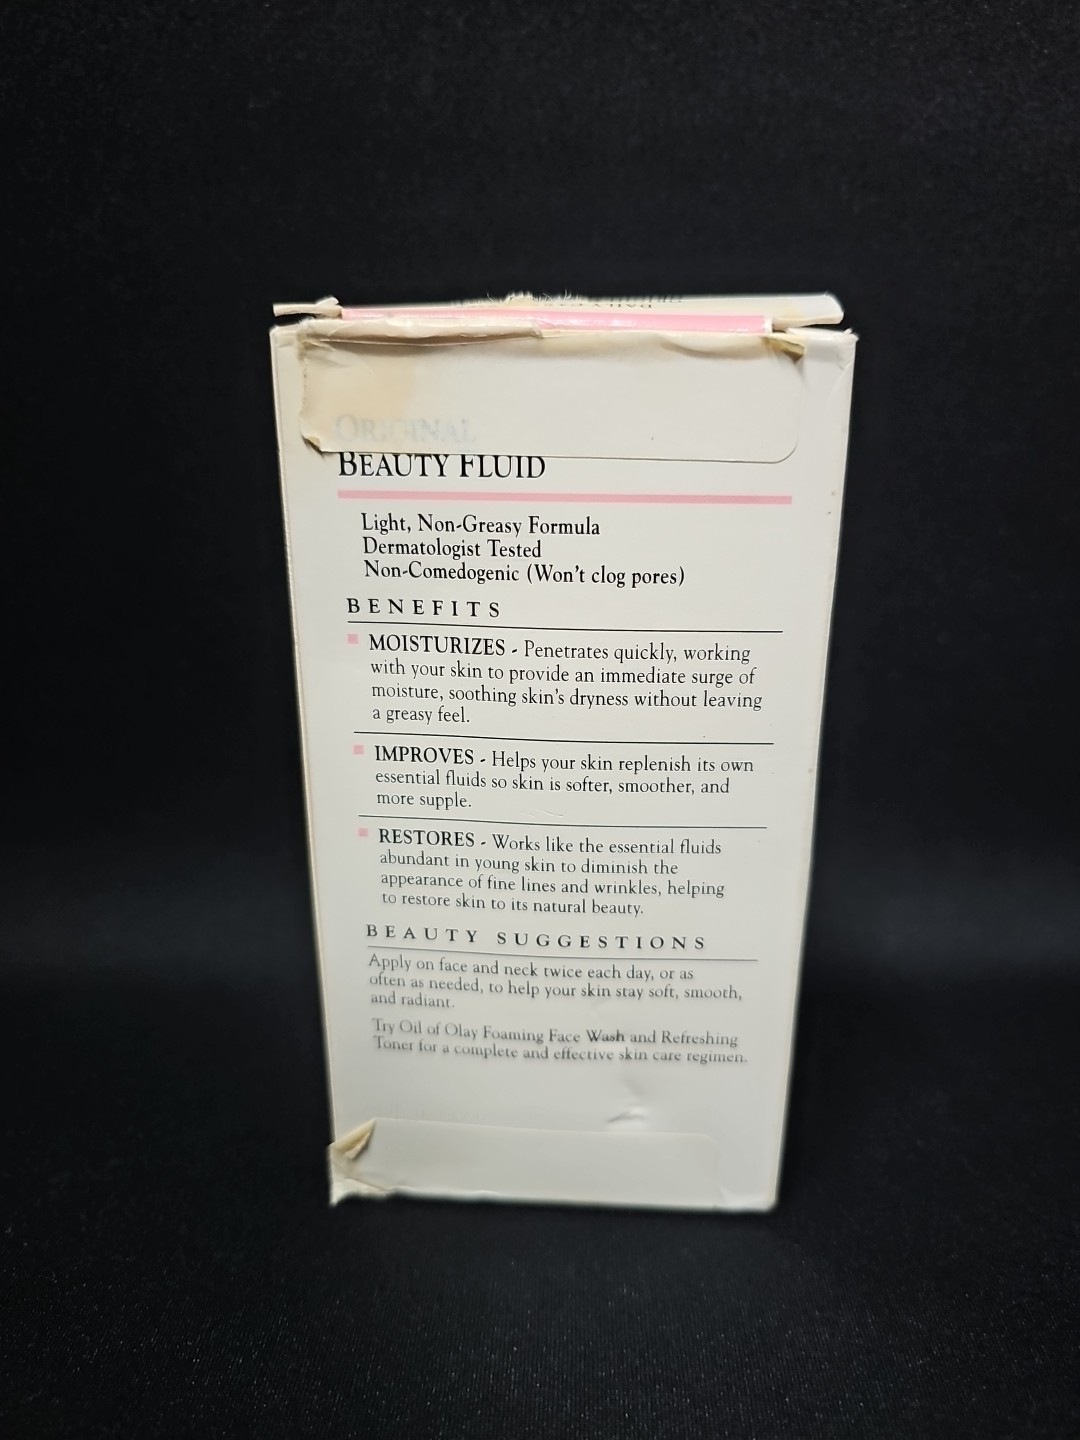 ORIGINAL
BEAUTY FLUID
Light, Non-Greasy Formula
Dermatologist Tested
Non-Comedogenic (Won't clog pores)
BENEFITS
MOISTURIZES - Penetrates quickly, working
with your skin to provide an immediate surge of
moisture, soothing skin's dryness without leaving
a greasy feel.
IMPROVES - Helps your skin replenish its own
essential fluids so skin is softer, smoother, and
more supple.
RESTORES - Works like the essential fluids
abundant in young skin to diminish the
appearance of fine lines and wrinkles, helping
to restore skin to its natural beauty.
BEAUTY SUGGESTIONS
Apply on face and neck twice each day, or as
often as needed, to help your skin stay soft, smooth,
and radiant.
Try Oil of Olay Foaming Face Wash and Refreshing
Toner for a complete and effective skin care regimen.